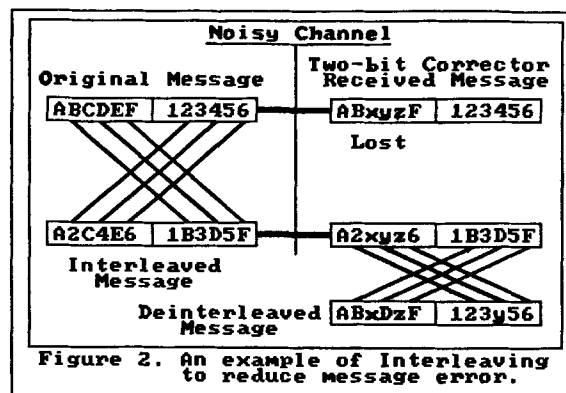 Noisy Channel
Original Message
Two-bit Corrector
Received Message
ABCDEF 123456
ABxyzF 123456
Lost
A2C4E6 1B3D5F
A2xyz6 1B3D5F
Interleaved
Message
Deinterleaved
Message
ABxDzF 123y56
Figure 2. An example of Interleaving
to reduce message error.